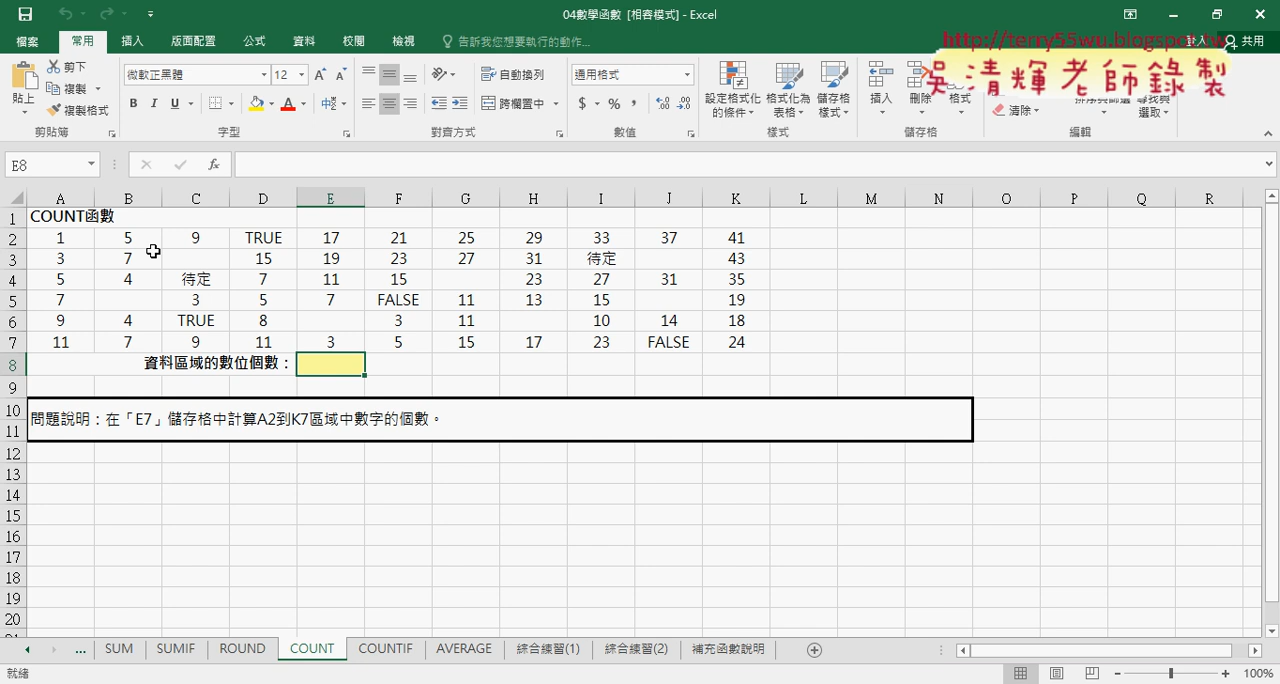 04數學函數 [相容模式] - Excel
檔案 常用 插入 版面配置 公式 資料 校閱 檢視 告訴我您想要執行的動作... 登入 共用
http://terry55wu.blogspot.tw
吳清輝老師錄製
貼上 剪下 複製 複製格式 剪貼簿
微軟正黑體 12 B I U 中 字型
自動換列 跨欄置中 對齊方式
通用格式 $ % , 數值
設定格式化的條件 格式化為表格 儲存格樣式 樣式
插入 刪除 格式 儲存格
清除 排序與篩選 尋找與選取 編輯
E8 fx
A B C D E F G H I J K L M N O P Q R
1 COUNT函數
2 1 5 9 TRUE 17 21 25 29 33 37 41
3 3 7 15 19 23 27 31 待定 43
4 5 4 待定 7 11 15 23 27 31 35
5 7 3 5 7 FALSE 11 13 15 19
6 9 4 TRUE 8 3 11 10 14 18
7 11 7 9 11 3 5 15 17 23 FALSE 24
8 資料區域的數位個數：
9
10 問題說明：在「E7」儲存格中計算A2到K7區域中數字的個數。
11
12
13
14
15
16
17
18
19
20
... SUM SUMIF ROUND COUNT COUNTIF AVERAGE 綜合練習(1) 綜合練習(2) 補充函數說明
就緒 100%